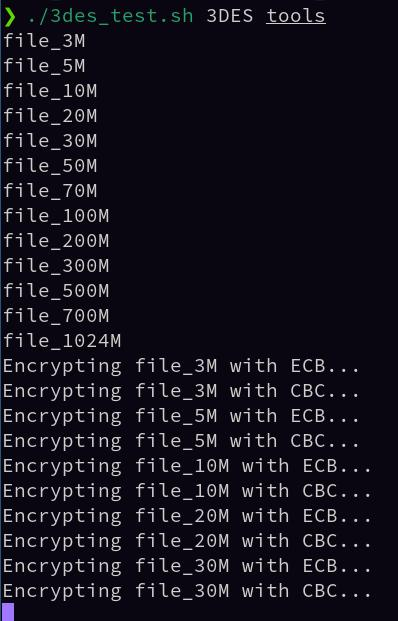 ❯ ./3des_test.sh 3DES tools
file_3M
file_5M
file_10M
file_20M
file_30M
file_50M
file_70M
file_100M
file_200M
file_300M
file_500M
file_700M
file_1024M
Encrypting file_3M with ECB...
Encrypting file_3M with CBC...
Encrypting file_5M with ECB...
Encrypting file_5M with CBC...
Encrypting file_10M with ECB...
Encrypting file_10M with CBC...
Encrypting file_20M with ECB...
Encrypting file_20M with CBC...
Encrypting file_30M with ECB...
Encrypting file_30M with CBC...